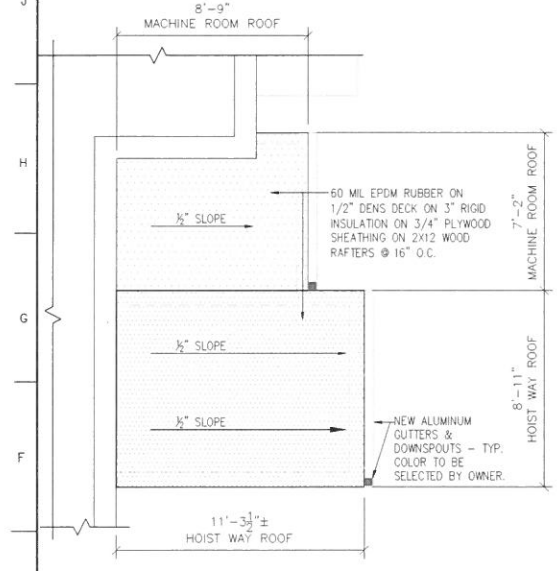 J
8'-9"
MACHINE ROOM ROOF
H
60 MIL EPDM RUBBER ON
1/2" DENS DECK ON 3" RIGID
INSULATION ON 3/4" PLYWOOD
SHEATHING ON 2X12 WOOD
RAFTERS @ 16" O.C.
½" SLOPE
7'-2"
MACHINE ROOM ROOF
G
½" SLOPE
8'-11"
HOIST WAY ROOF
½" SLOPE
NEW ALUMINUM
GUTTERS &
DOWNSPOUTS - TYP.
COLOR TO BE
SELECTED BY OWNER.
F
11'-3½"±
HOIST WAY ROOF